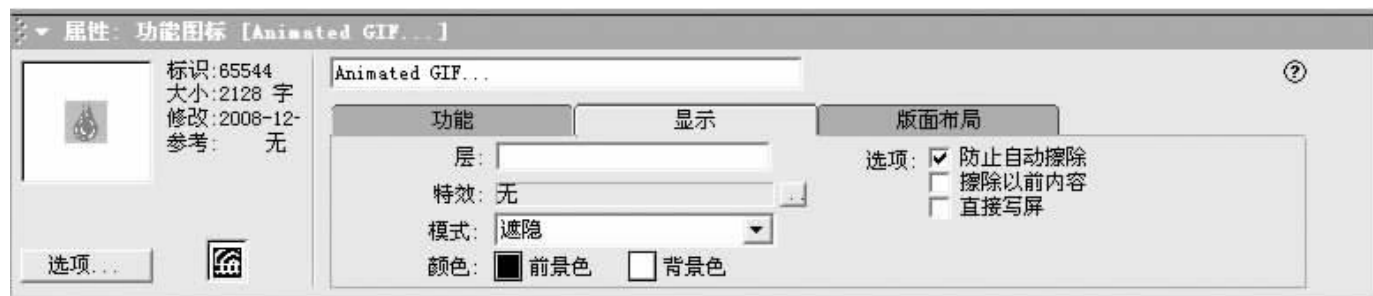 属性: 功能图标 [Animated GIF...]
标识:65544
大小:2128 字
修改:2008-12-
参考: 无
选项...
Animated GIF...
功能
显示
版面布局
层:
特效: 无
..
模式: 遮隐
颜色: 前景色 背景色
选项: 防止自动擦除
擦除以前内容
直接写屏